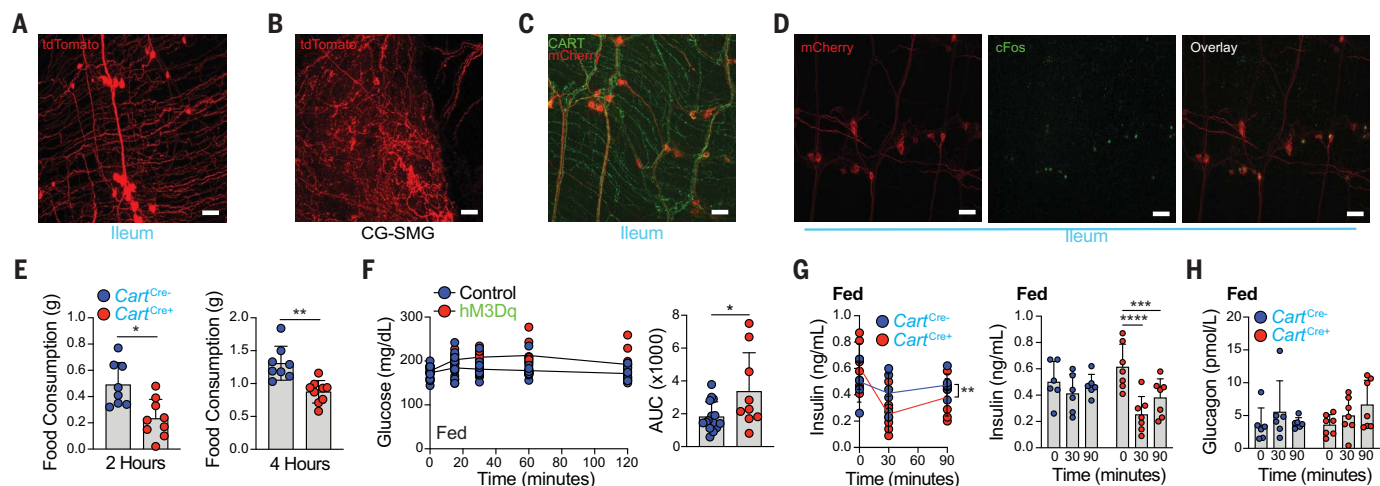 A
tdTomato
Ileum
B
tdTomato
CG-SMG
C
CART
mCherry
Ileum
D
mCherry
cFos
Overlay
Ileum
E
Food Consumption (g)
1.0
0.8
0.6
0.4
0.2
0.0
Cart^Cre-
Cart^Cre+
*
2 Hours
Food Consumption (g)
2.0
1.5
1.0
0.5
0.0
**
4 Hours
F
Control
hM3Dq
Glucose (mg/dL)
300
200
100
0
Fed
0 30 60 90 120
Time (minutes)
AUC (x1000)
8
6
4
2
0
*
G
Fed
Cart^Cre-
Cart^Cre+
Insulin (ng/mL)
1.0
0.8
0.6
0.4
0.2
0.0
**
0 30 60 90
Time (minutes)
Fed
Insulin (ng/mL)
1.0
0.8
0.6
0.4
0.2
0.0
***
****
0 30 90 0 30 90
Time (minutes)
H
Fed
Cart^Cre-
Cart^Cre+
Glucagon (pmol/L)
20
15
10
5
0
0 30 90 0 30 90
Time (minutes)